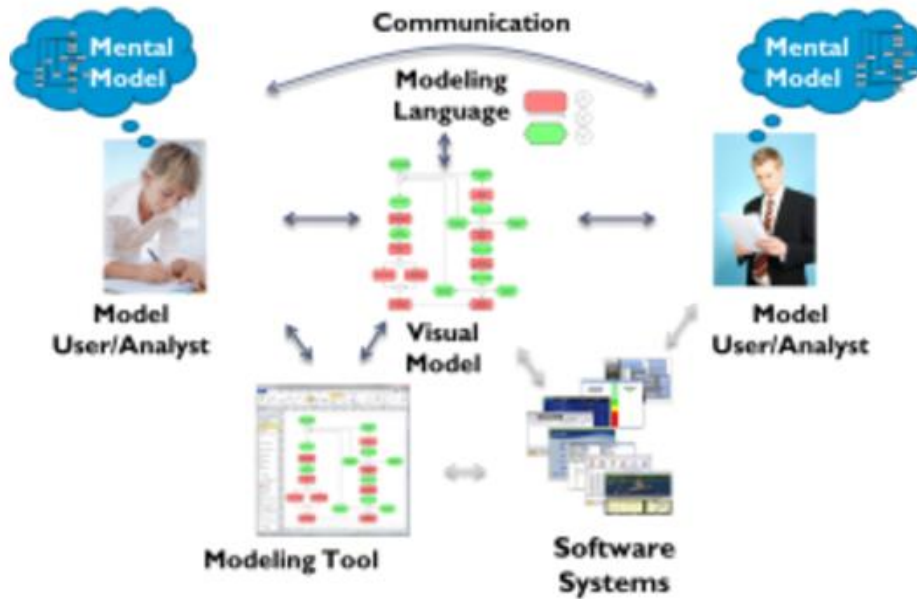 Communication
Mental
Model
Mental
Model
Modeling
Language
Model
User/Analyst
Visual
Model
Model
User/Analyst
Modeling Tool
Software
Systems